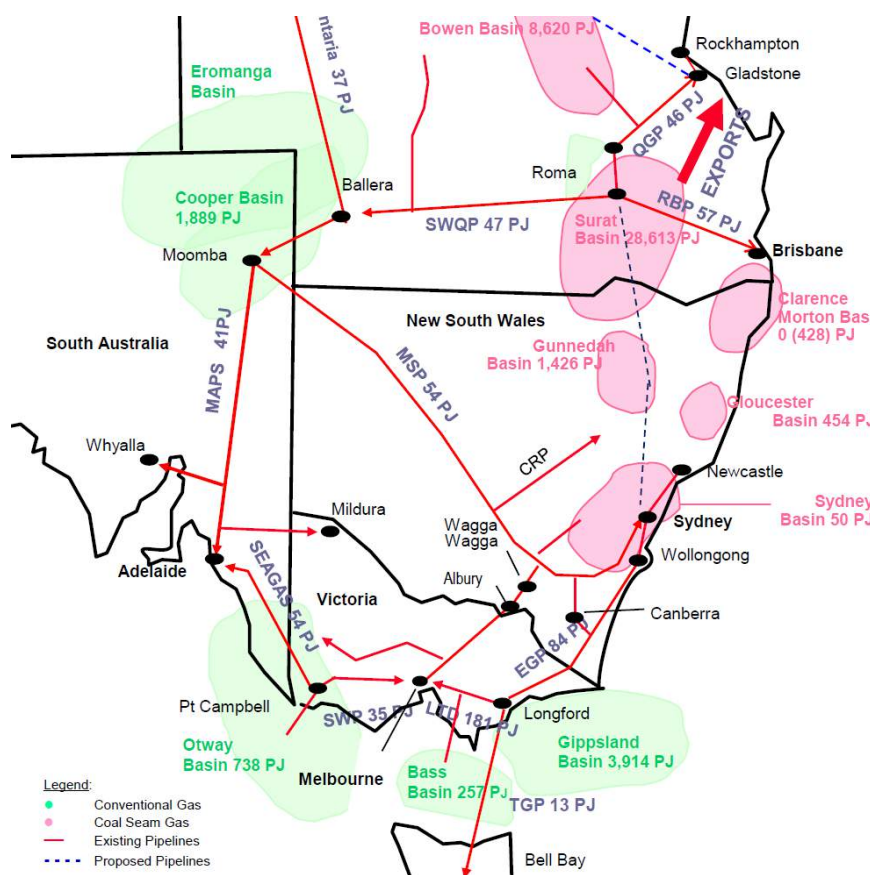 Bowen Basin 8,620 PJ
Rockhampton
Gladstone
ntaria 37 PJ
Eromanga
Basin
QGP 46 PJ
EXPORTS
Roma
Ballera
Cooper Basin
1,889 PJ
RBP 57 PJ
SWQP 47 PJ
Surat
Basin 28,613 PJ
Brisbane
Moomba
Clarence
Morton Bas
0 (428) PJ
New South Wales
South Australia
MAPS 41PJ
MSP 54 PJ
Gunnedah
Basin 1,426 PJ
Gloucester
Basin 454 PJ
Whyalla
CRP
Newcastle
Mildura
Wagga
Wagga
Sydney
Sydney
Basin 50 PJ
Wollongong
Adelaide
SEAGAS 54 PJ
Victoria
Albury
Canberra
EGP 84 PJ
Pt Campbell
SWP 35 PJ
LTD 181 PJ
Longford
Otway
Basin 738 PJ
Melbourne
Bass
Basin 257 PJ
Gippsland
Basin 3,914 PJ
TGP 13 PJ
Bell Bay
Legend:
Conventional Gas
Coal Seam Gas
Existing Pipelines
Proposed Pipelines